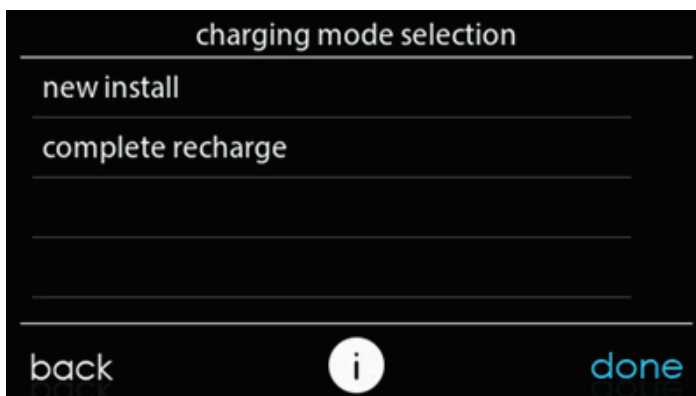 charging mode selection
new install
complete recharge
back i done